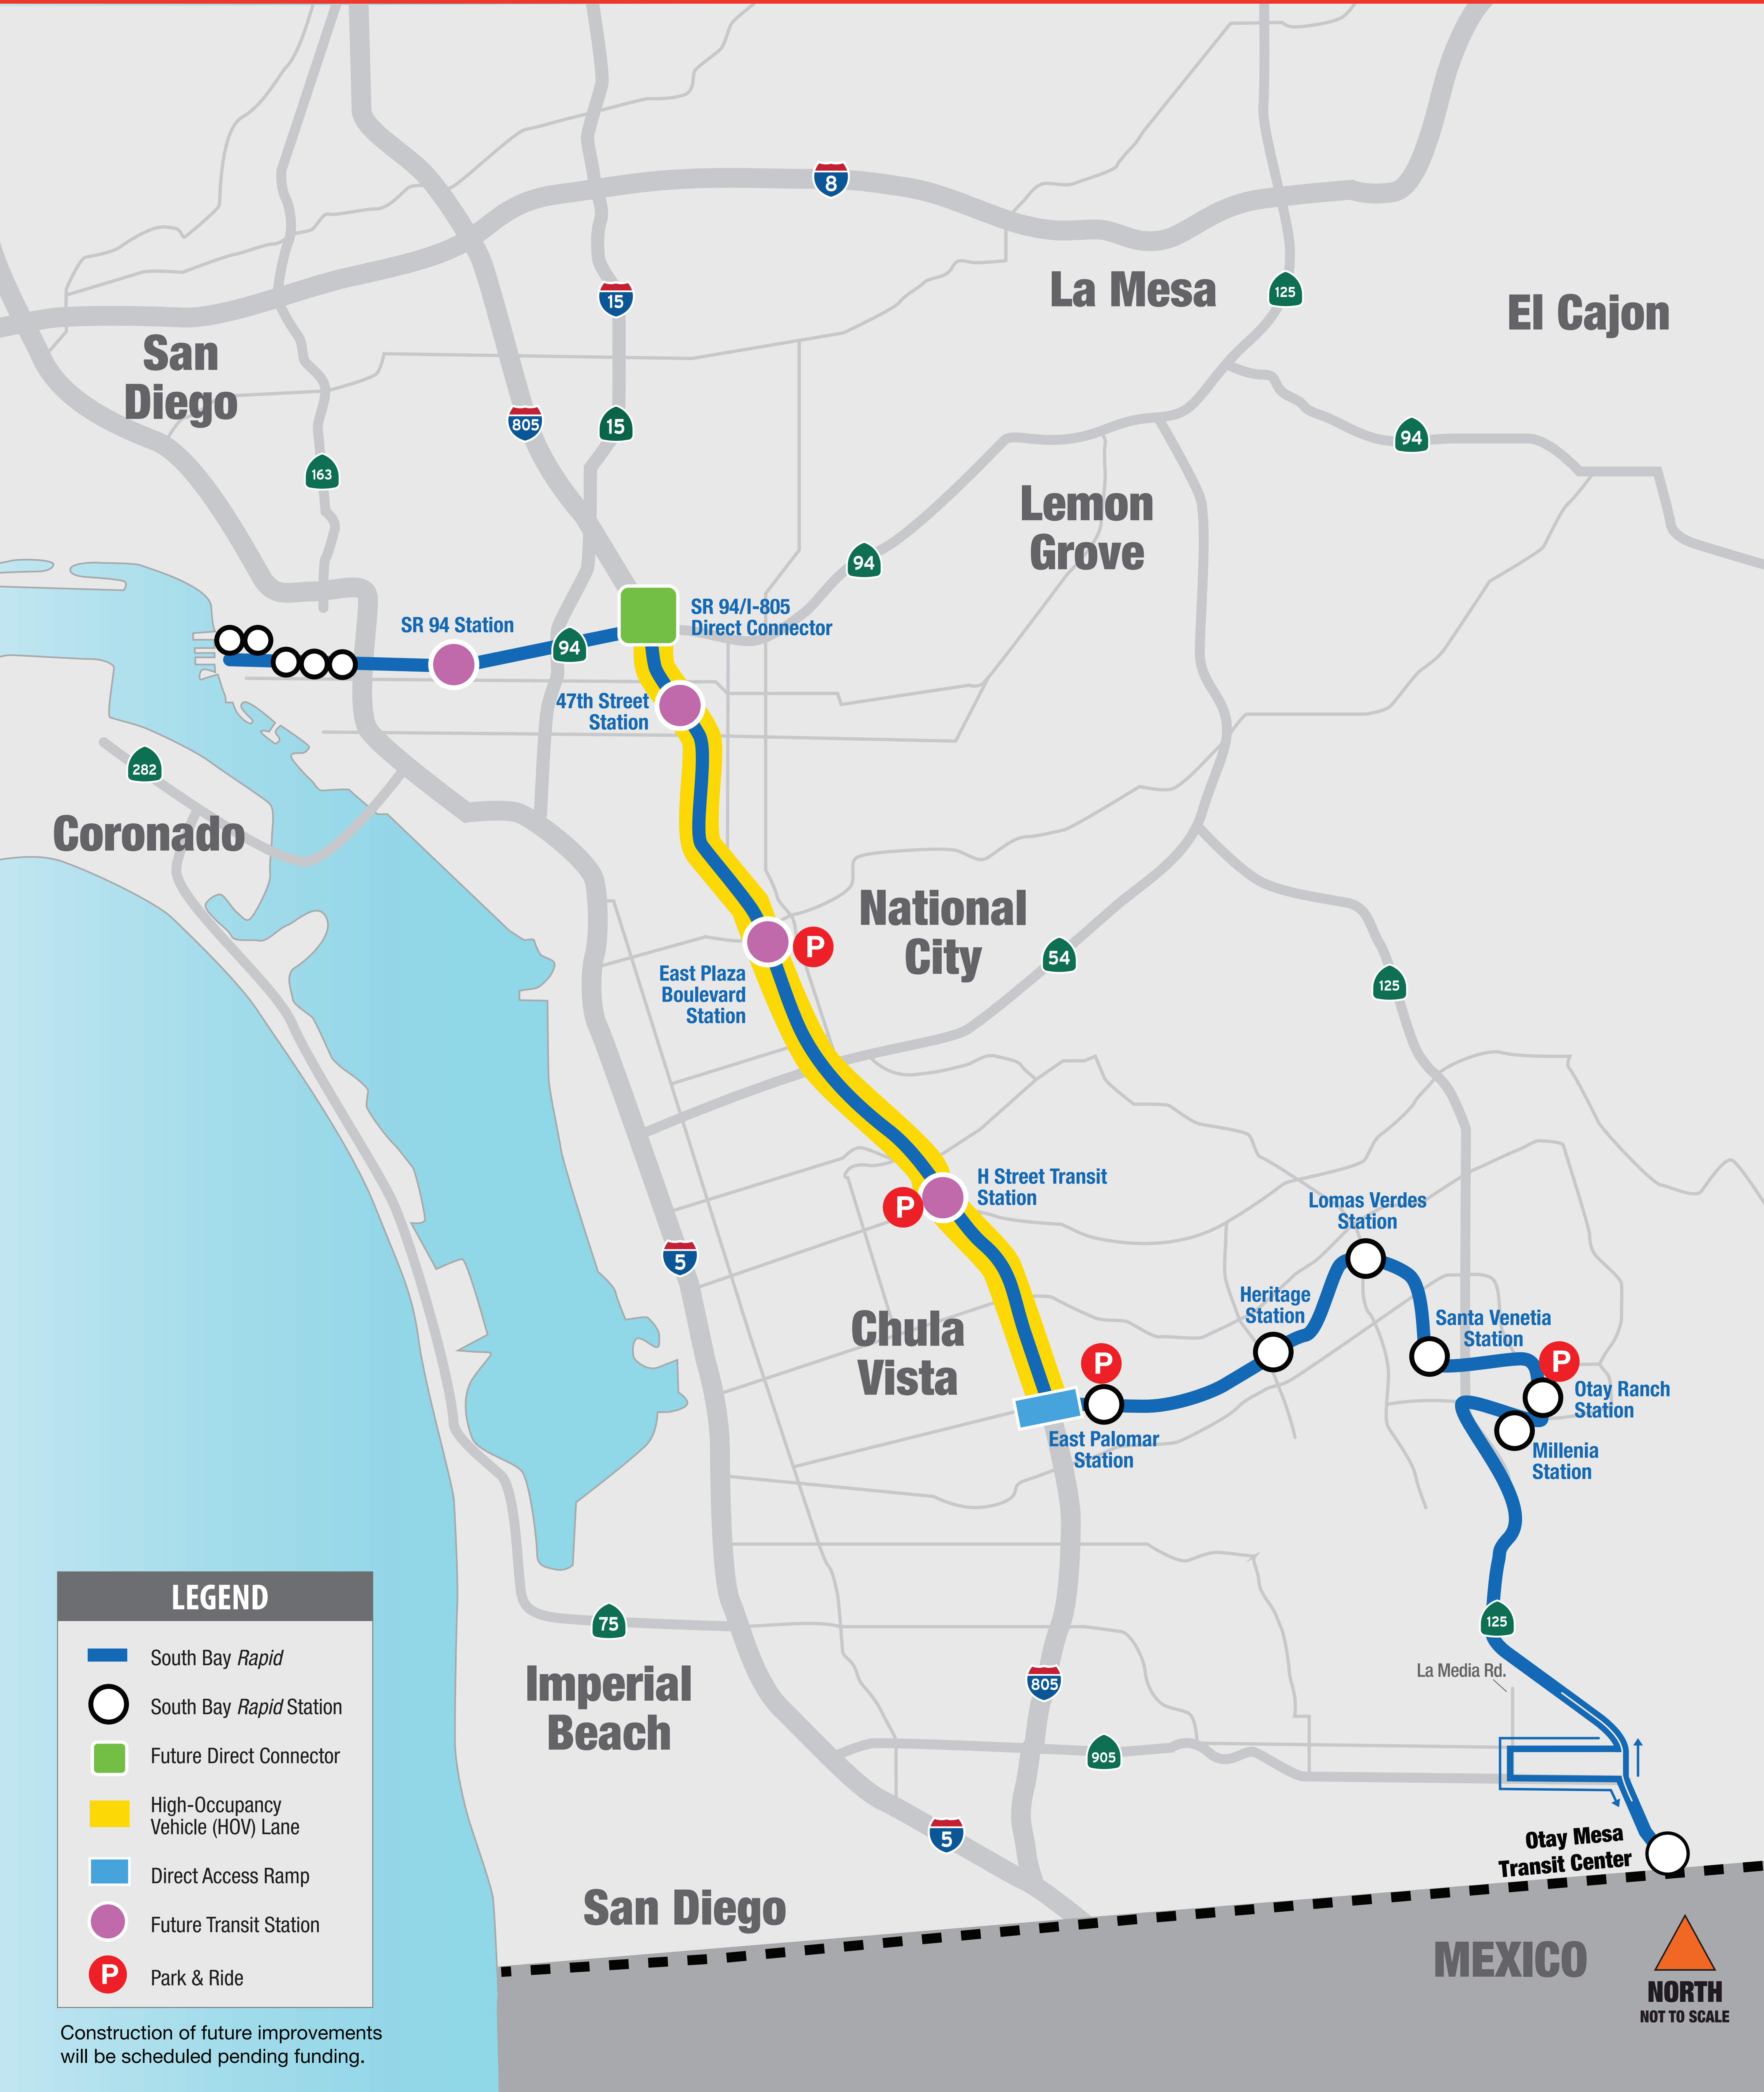 8
La Mesa
125
15
El Cajon
San
Diego
805
15
94
163
Lemon
Grove
94
SR 94/I-805
Direct Connector
SR 94 Station
94
47th Street
Station
282
Coronado
National
City
54
P
East Plaza
Boulevard
Station
125
H Street Transit
Station
P
Lomas Verdes
Station
5
Heritage
Station
Chula
Vista
Santa Venetia
Station
P
P
Otay Ranch
Station
East Palomar
Station
Millenia
Station
75
125
La Media Rd.
Imperial
Beach
805
905
5
Otay Mesa
Transit Center
San Diego
MEXICO
NORTH
NOT TO SCALE
LEGEND
South Bay Rapid
South Bay Rapid Station
Future Direct Connector
High-Occupancy
Vehicle (HOV) Lane
Direct Access Ramp
Future Transit Station
P
Park & Ride
Construction of future improvements
will be scheduled pending funding.